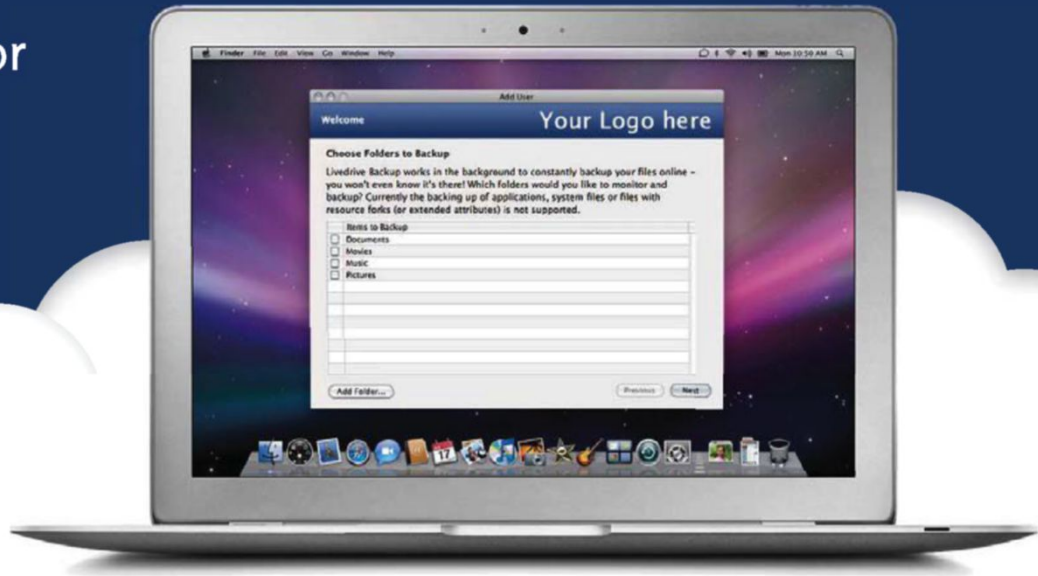 or
Finder File Edit View Go Window Help
Mon 10:50 AM
Add User
Welcome
Your Logo here
Choose Folders to Backup
Livedrive Backup works in the background to constantly backup your files online –
you won't even know it's there! Which folders would you like to monitor and
backup? Currently the backing up of applications, system files or files with
resource forks (or extended attributes) is not supported.
Items to Backup
Documents
Movies
Music
Pictures
Add Folder...
Previous
Next
17